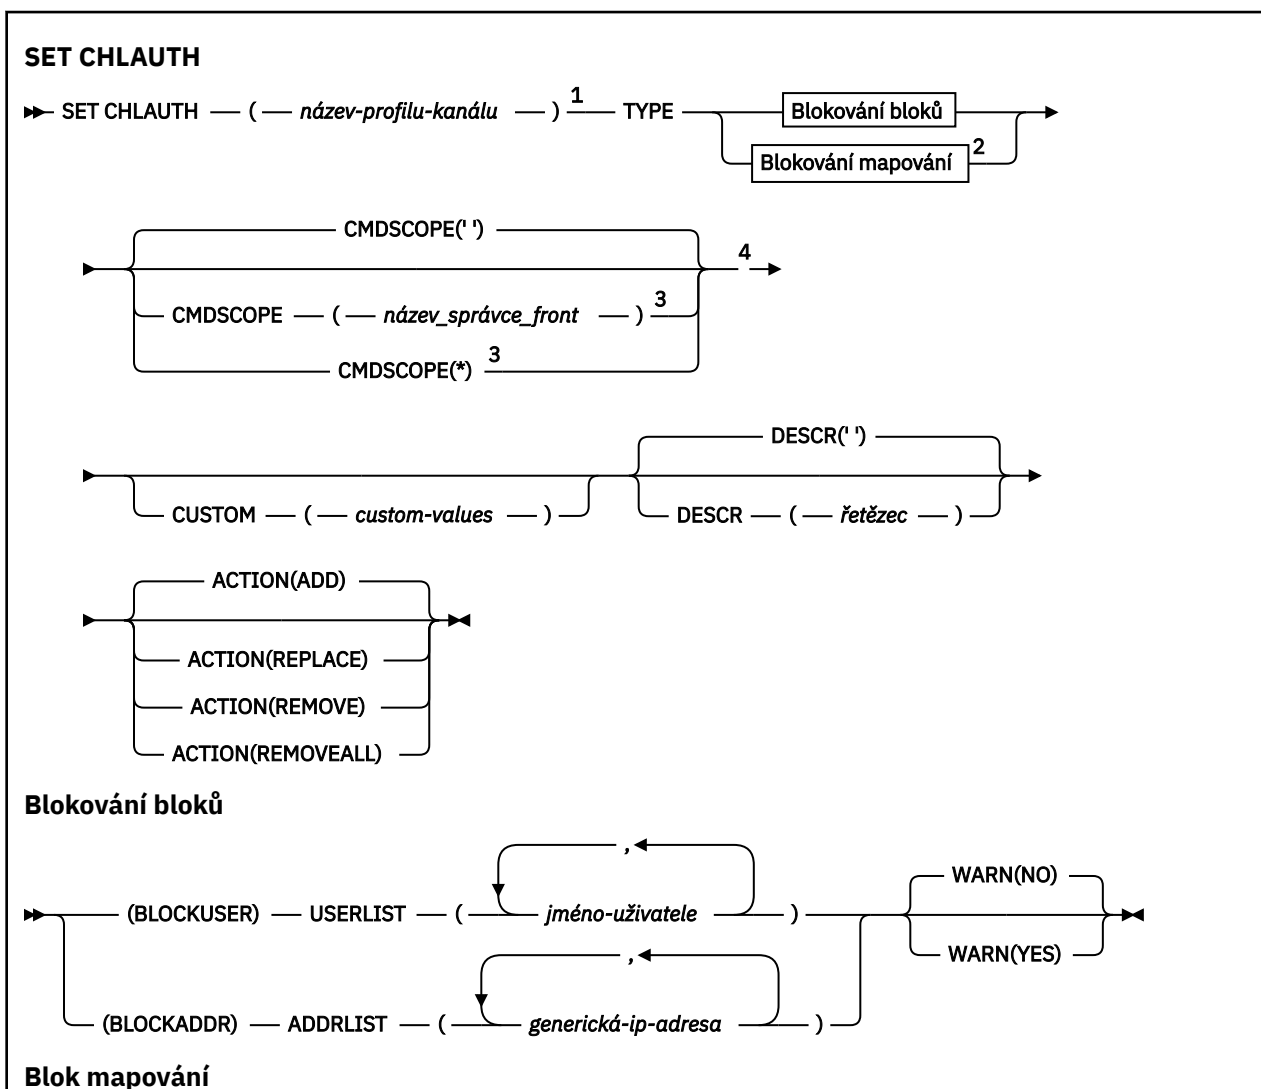 SET CHLAUTH
SET CHLAUTH ( název-profilu-kanálu ) 1 TYPE Blokování bloků
Blokování mapování 2
CMDSCOPE(' ')
4
CMDSCOPE ( název_správce_front ) 3
CMDSCOPE(*) 3
DESCR(' ')
CUSTOM ( custom-values ) DESCR ( řetězec )
ACTION(ADD)
ACTION(REPLACE)
ACTION(REMOVE)
ACTION(REMOVEALL)
Blokování bloků
,
WARN(NO)
(BLOCKUSER) USERLIST ( jméno-uživatele )
WARN(YES)
,
(BLOCKADDR) ADDRLIST ( generická-ip-adresa )
Blok mapování